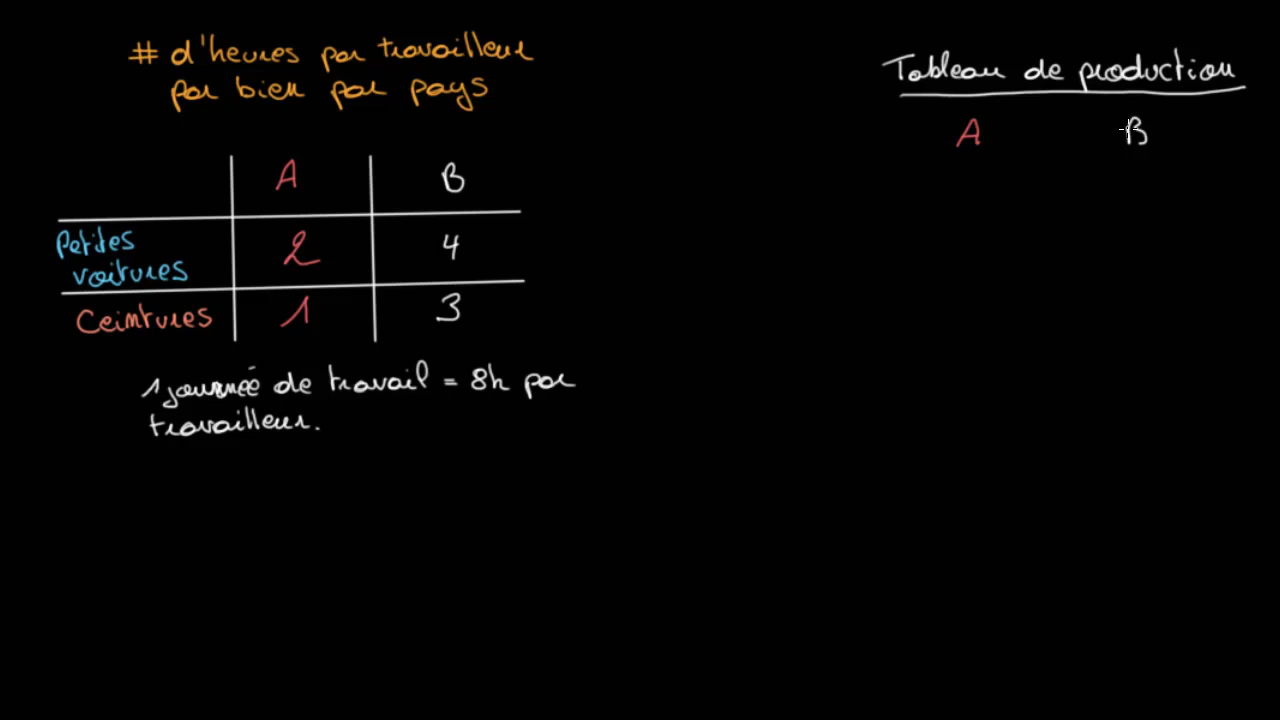 # d'heures par travailleur
par bien par pays
A B
Petites
voitures
2 4
Ceintures 1 3
1 journée de travail = 8h par
travailleur.
Tableau de production
A B